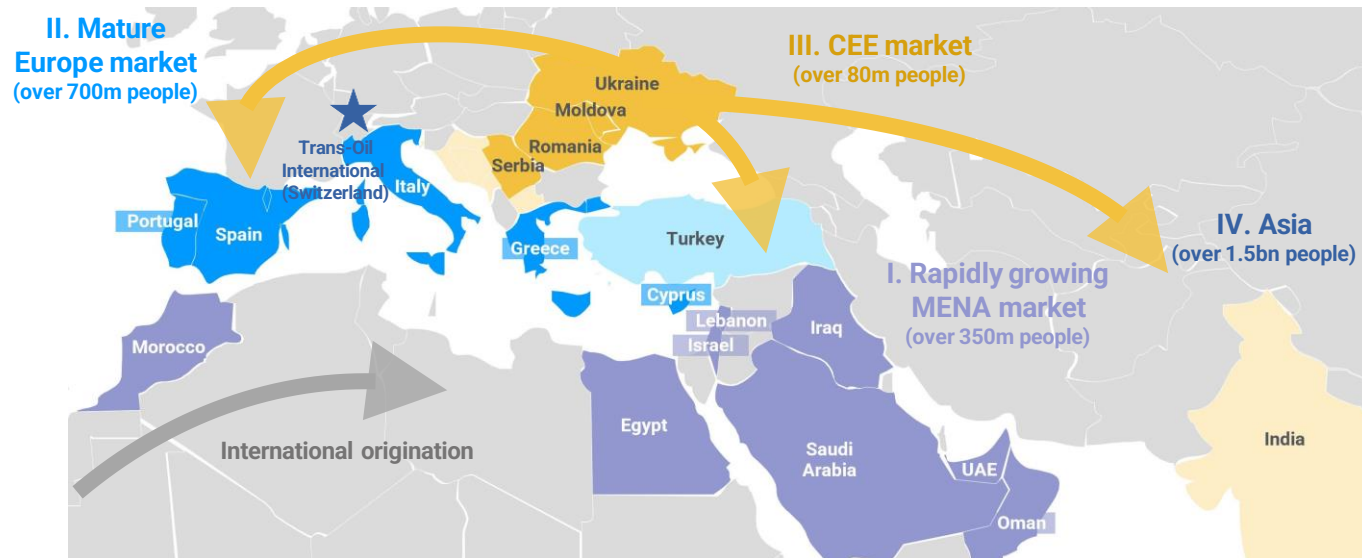 II. Mature
Europe market
(over 700m people)
III. CEE market
(over 80m people)
Ukraine
Moldova
Romania
Serbia
Trans-Oil
International
(Switzerland)
Italy
Portugal
Spain
Greece
Turkey
Cyprus
IV. Asia
(over 1.5bn people)
I. Rapidly growing
MENA market
(over 350m people)
Lebanon
Israel
Iraq
Morocco
Egypt
Saudi
Arabia
UAE
Oman
India
International origination